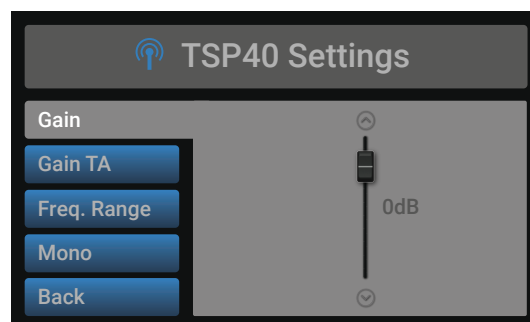 TSP40 Settings
Gain
Gain TA
Freq. Range
Mono
Back
0dB